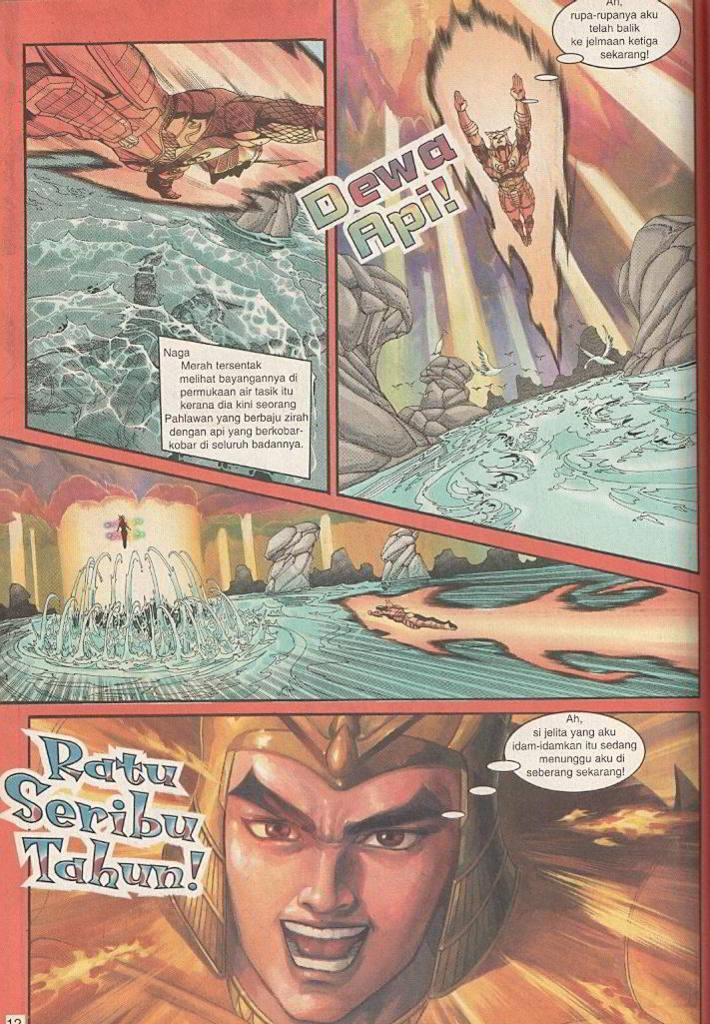 Naga
Merah tersentak
melihat bayangannya di
permukaan air tasik itu
kerana dia kini seorang
Pahlawan yang berbaju zirah
dengan api yang berkobar-
kobar di seluruh badannya.
Ah,
rupa-rupanya aku
telah balik
ke jelmaan ketiga
sekarang!
Dewa
Api!
Ah,
si jelita yang aku
idam-idamkan itu sedang
menunggu aku di
seberang sekarang!
Ratu
Seribu
Tahun!
12